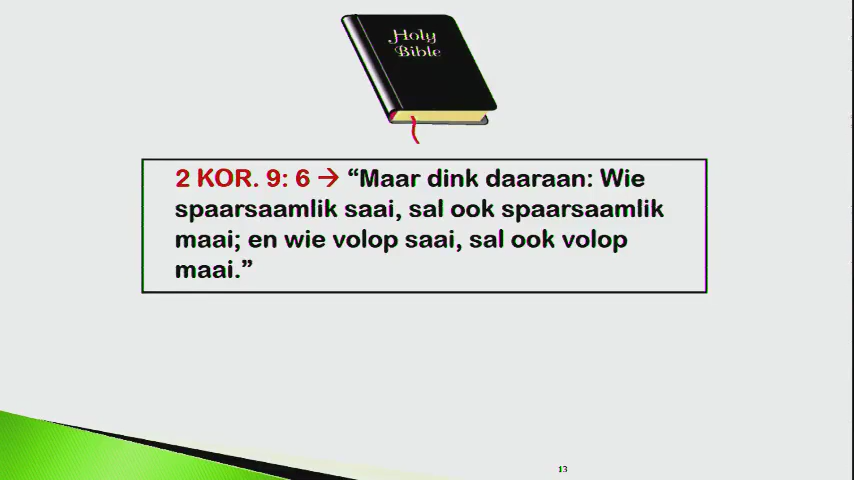 Holy
Bible
2 KOR. 9: 6 → “Maar dink daaraan: Wie
spaarsaamlik saai, sal ook spaarsaamlik
maai; en wie volop saai, sal ook volop
maai.”
13